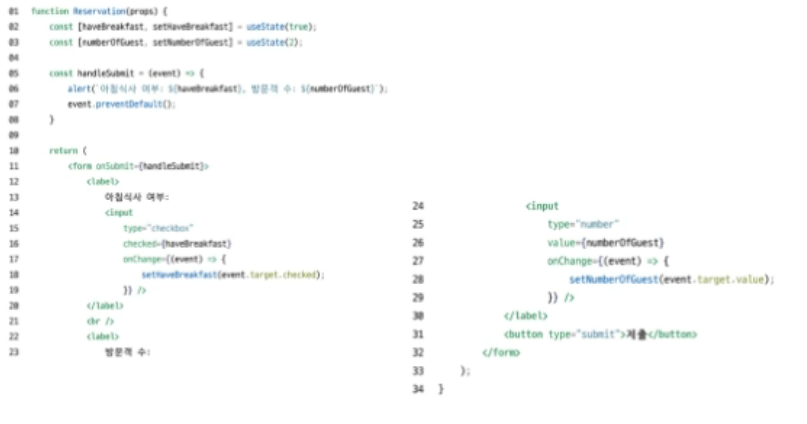 01 function Reservation(props) {
02     const [haveBreakfast, setHaveBreakfast] = useState(true);
03     const [numberOfGuest, setNumberOfGuest] = useState(2);
04
05     const handleSubmit = (event) => {
06         alert(`아침식사 여부: ${haveBreakfast}, 방문객 수: ${numberOfGuest}`);
07         event.preventDefault();
08     }
09
10     return (
11         <form onSubmit={handleSubmit}>
12             <label>
13                 아침식사 여부:
14                 <input
15                     type="checkbox"
16                     checked={haveBreakfast}
17                     onChange={(event) => {
18                         setHaveBreakfast(event.target.checked);
19                     }} />
20             </label>
21             <br />
22             <label>
23                 방문객 수:
24                 <input
25                     type="number"
26                     value={numberOfGuest}
27                     onChange={(event) => {
28                         setNumberOfGuest(event.target.value);
29                     }} />
30             </label>
31             <button type="submit">제출</button>
32         </form>
33     );
34 }